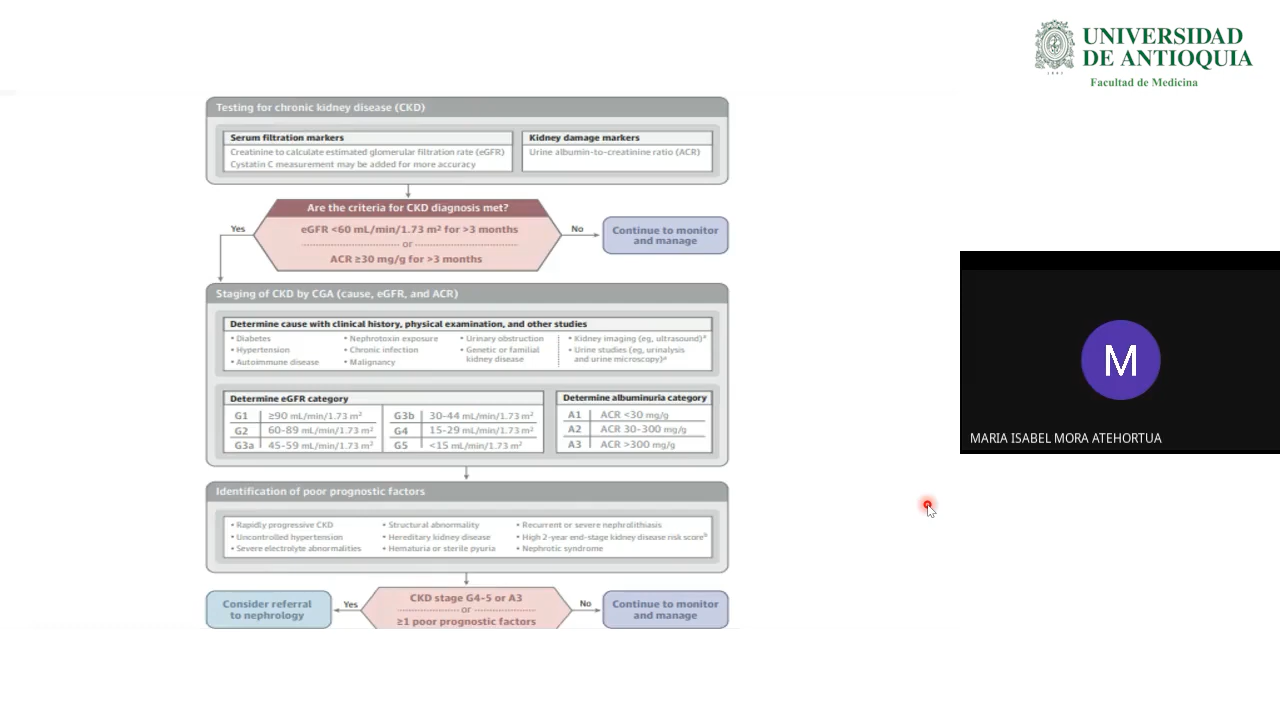 UNIVERSIDAD
DE ANTIOQUIA
1803
Facultad de Medicina
Testing for chronic kidney disease (CKD)
Serum filtration markers
Creatinine to calculate estimated glomerular filtration rate (eGFR)
Cystatin C measurement may be added for more accuracy
Kidney damage markers
Urine albumin-to-creatinine ratio (ACR)
Are the criteria for CKD diagnosis met?
eGFR <60 mL/min/1.73 m² for >3 months
or
ACR ≥30 mg/g for >3 months
Yes
No
Continue to monitor
and manage
Staging of CKD by CGA (cause, eGFR, and ACR)
Determine cause with clinical history, physical examination, and other studies
• Diabetes
• Hypertension
• Autoimmune disease
• Nephrotoxin exposure
• Chronic infection
• Malignancy
• Urinary obstruction
• Genetic or familial
kidney disease
• Kidney imaging (eg, ultrasound)ᵃ
• Urine studies (eg, urinalysis
and urine microscopy)ᵃ
Determine eGFR category
G1 ≥90 mL/min/1.73 m²
G2 60-89 mL/min/1.73 m²
G3a 45-59 mL/min/1.73 m²
G3b 30-44 mL/min/1.73 m²
G4 15-29 mL/min/1.73 m²
G5 <15 mL/min/1.73 m²
Determine albuminuria category
A1 ACR <30 mg/g
A2 ACR 30-300 mg/g
A3 ACR >300 mg/g
Identification of poor prognostic factors
• Rapidly progressive CKD
• Uncontrolled hypertension
• Severe electrolyte abnormalities
• Structural abnormality
• Hereditary kidney disease
• Hematuria or sterile pyuria
• Recurrent or severe nephrolithiasis
• High 2-year end-stage kidney disease risk scoreᵇ
• Nephrotic syndrome
CKD stage G4-5 or A3
or
≥1 poor prognostic factors
Yes
Consider referral
to nephrology
No
Continue to monitor
and manage
M
MARIA ISABEL MORA ATEHORTUA